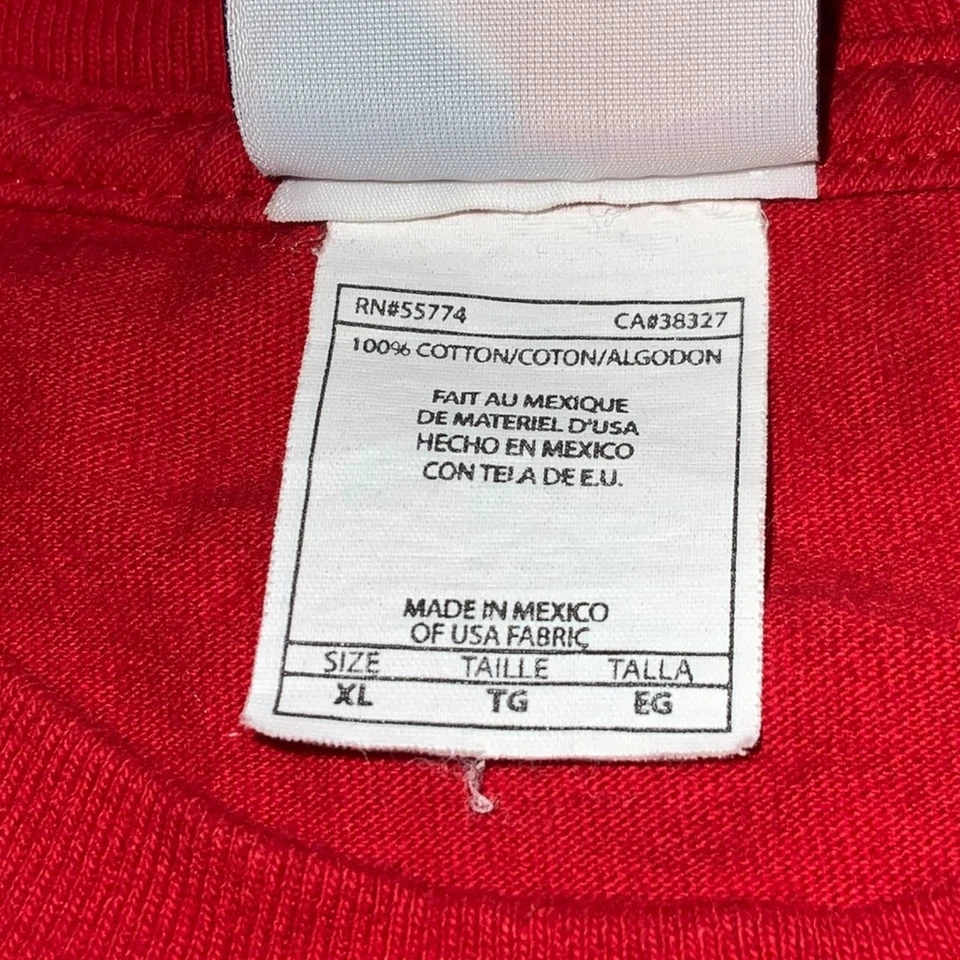 RN#55774 CA#38327
100% COTTON/COTON/ALGODON
FAIT AU MEXIQUE
DE MATERIEL D'USA
HECHO EN MEXICO
CON TELA DE E.U.
MADE IN MEXICO
OF USA FABRIC
SIZE TAILLE TALLA
XL TG EG